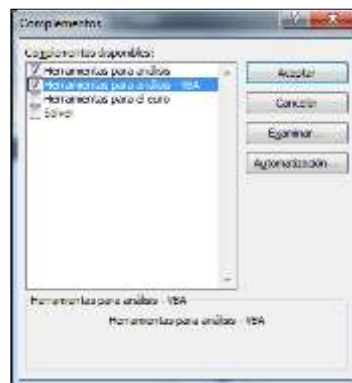 Complementos
Complementos disponibles:
Herramientas para análisis
Herramientas para análisis - VBA
Herramientas para el euro
Solver
Aceptar
Cancelar
Examinar...
Automatización...
Herramientas para análisis - VBA
Herramientas para análisis - VBA